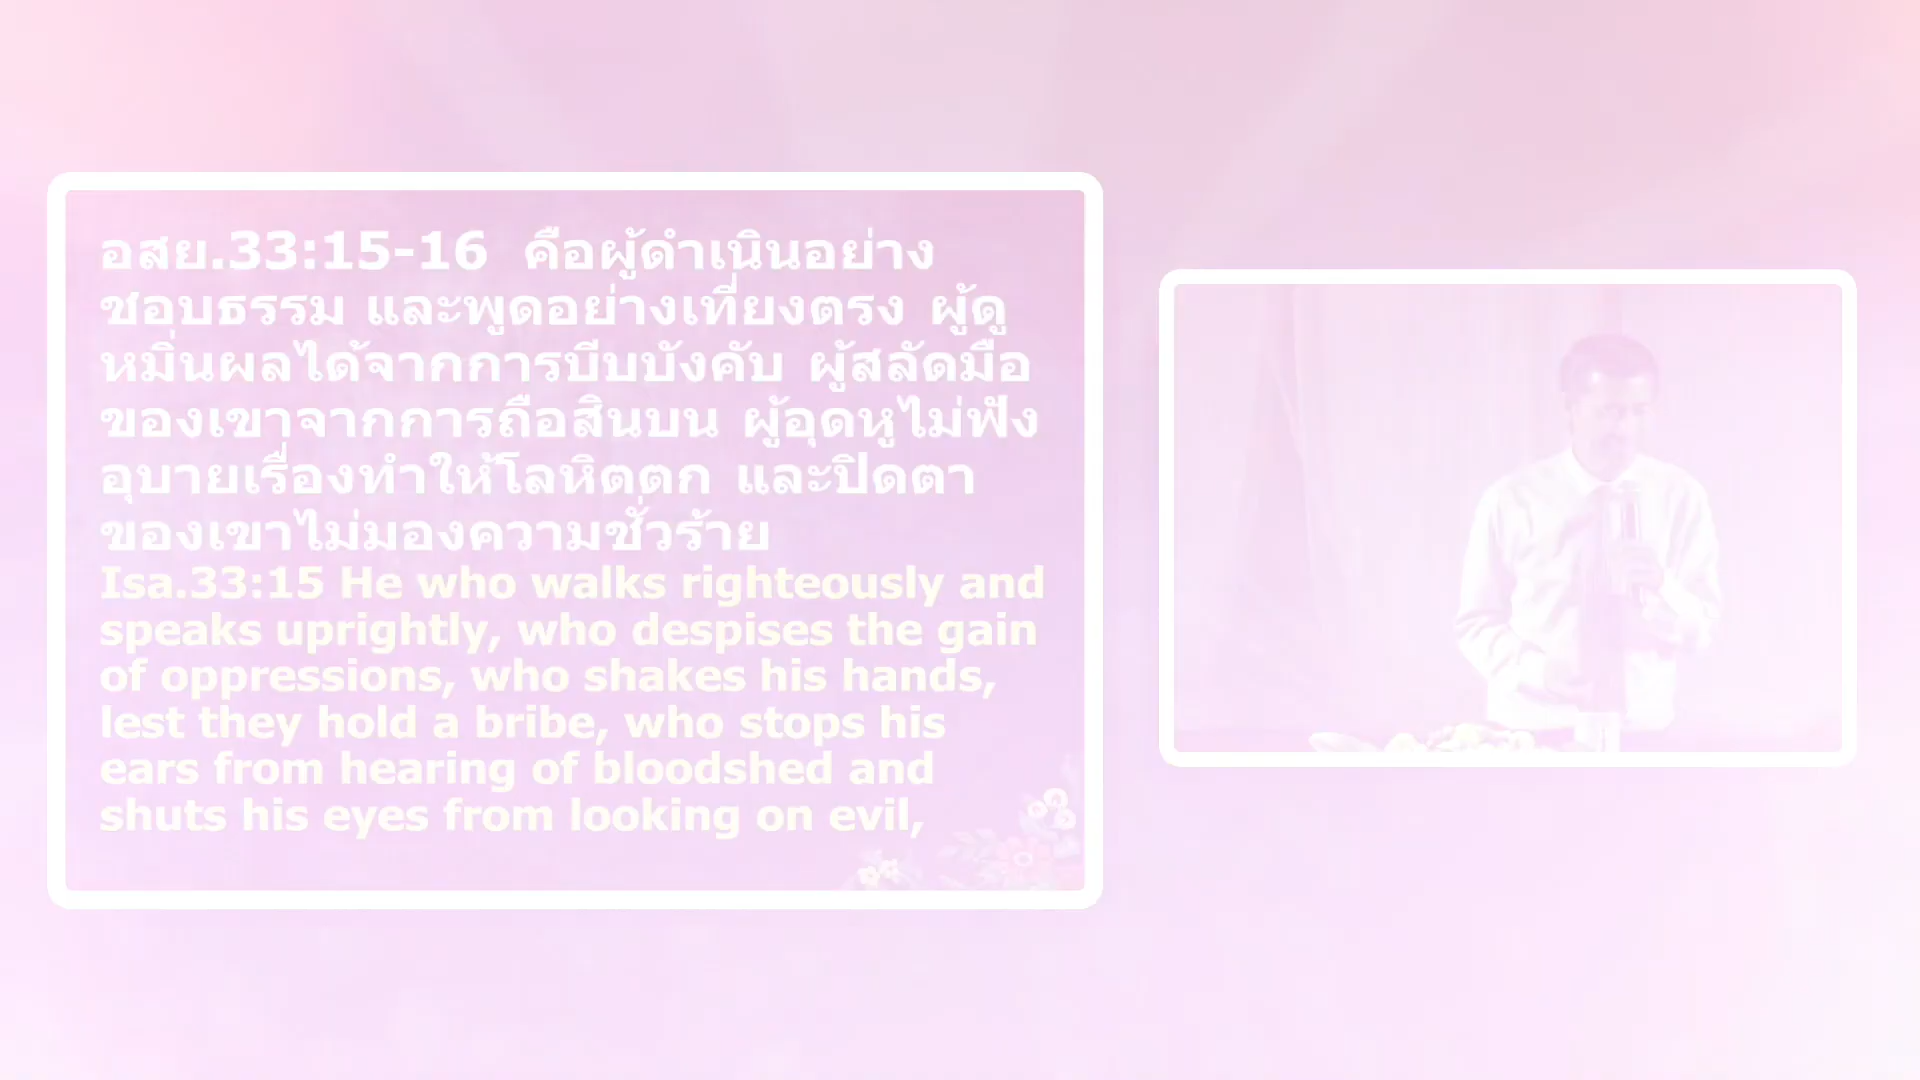 อสย.33:15-16 คือผู้ดำเนินอย่าง
ชอบธรรม และพูดอย่างเที่ยงตรง ผู้ดู
หมิ่นผลได้จากการบีบบังคับ ผู้สลัดมือ
ของเขาจากการถือสินบน ผู้อุดหูไม่ฟัง
อุบายเรื่องทำให้โลหิตตก และปิดตา
ของเขาไม่มองความชั่วร้าย
Isa.33:15 He who walks righteously and
speaks uprightly, who despises the gain
of oppressions, who shakes his hands,
lest they hold a bribe, who stops his
ears from hearing of bloodshed and
shuts his eyes from looking on evil,